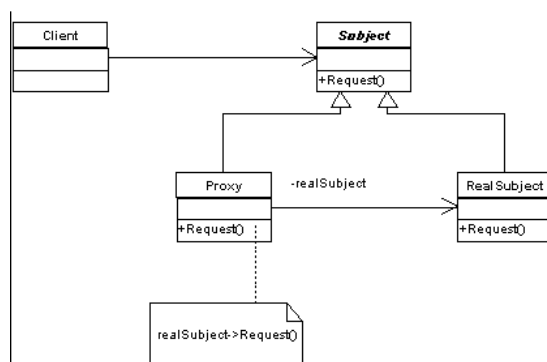 Client
Subject
+Request()
Proxy
-realSubject
RealSubject
+Request()
+Request()
realSubject->Request()